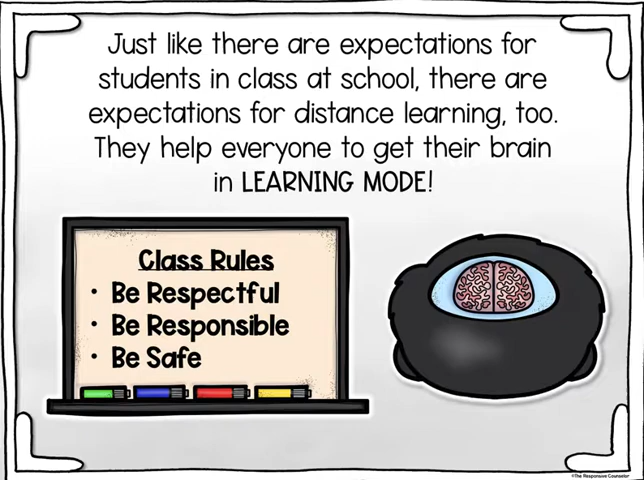 Just like there are expectations for
students in class at school, there are
expectations for distance learning, too.
They help everyone to get their brain
in LEARNING MODE!
Class Rules
• Be Respectful
• Be Responsible
• Be Safe
©The Responsive Counselor